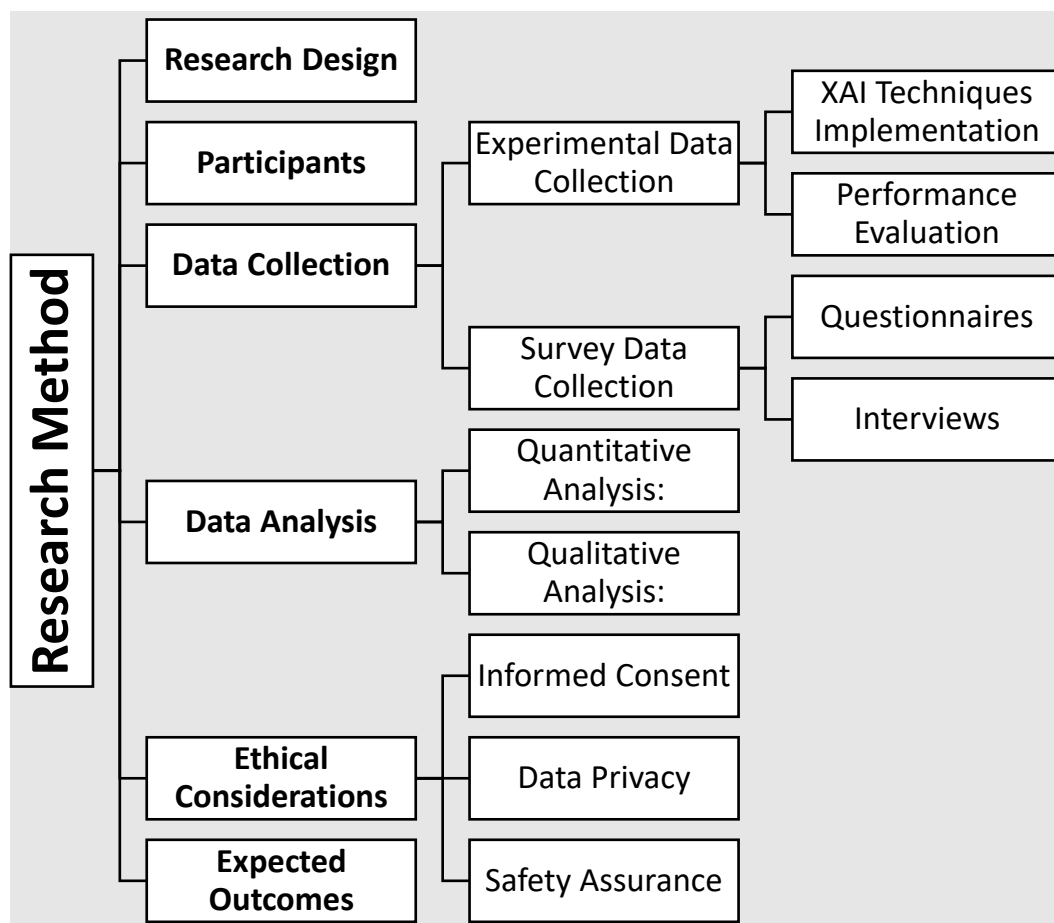 Research Method
Research Design
Participants
Data Collection
Experimental Data
Collection
XAI Techniques
Implementation
Performance
Evaluation
Survey Data
Collection
Questionnaires
Interviews
Data Analysis
Quantitative
Analysis:
Qualitative
Analysis:
Ethical
Considerations
Informed Consent
Data Privacy
Safety Assurance
Expected
Outcomes